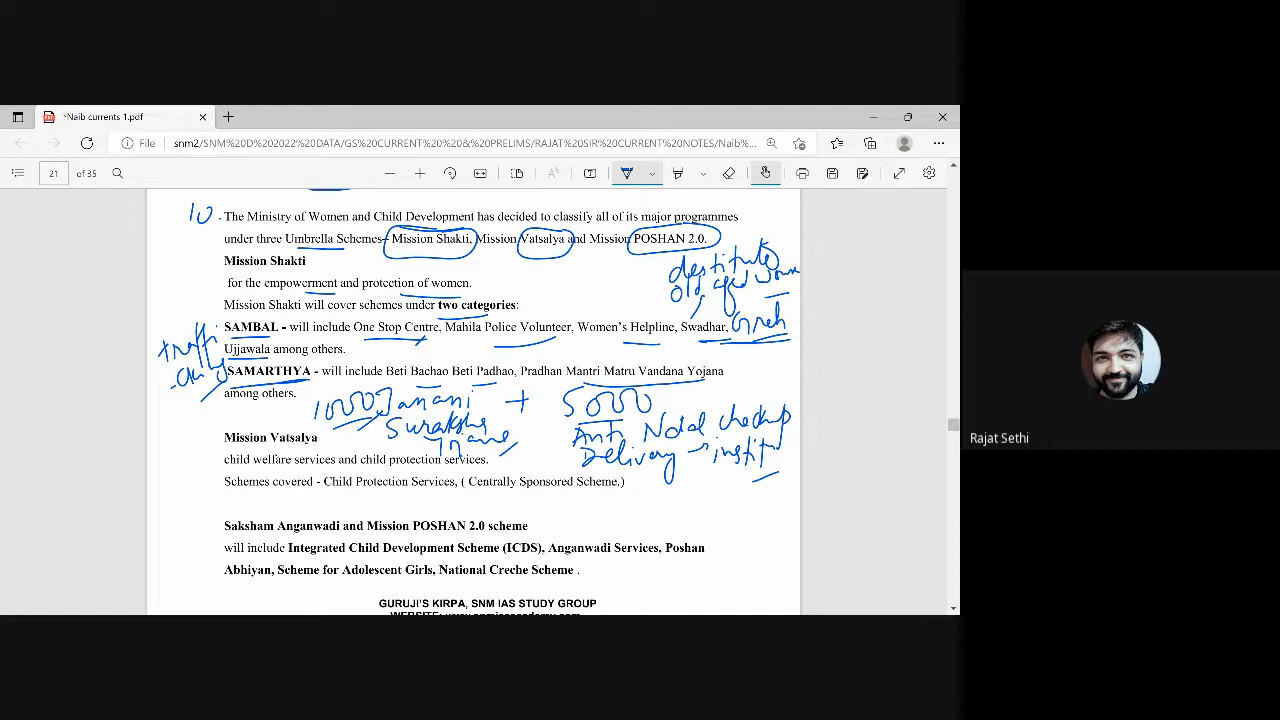 *Naib currents 1.pdf
File
snm2/SNM%20D%202022%20DATA/GS%20CURRENT%20%20&%20PRELIMS/RAJAT%20SIR%20CURRENT%20NOTES/Naib%...
21 of 35
10. The Ministry of Women and Child Development has decided to classify all of its major programmes
under three Umbrella Schemes– Mission Shakti, Mission Vatsalya and Mission POSHAN 2.0.
Mission Shakti
destitute
for the empowerment and protection of women.
old aged women
Mission Shakti will cover schemes under two categories:
SAMBAL - will include One Stop Centre, Mahila Police Volunteer, Women's Helpline, Swadhar, Greh
Ujjawala among others.
traffi
-cking
SAMARTHYA - will include Beti Bachao Beti Padhao, Pradhan Mantri Matru Vandana Yojana
among others.
1000 Janani + 5000
Suraksha
Anti Natal checkup
Mission Vatsalya
Delivery → institu
child welfare services and child protection services.
Schemes covered - Child Protection Services, ( Centrally Sponsored Scheme.)
Saksham Anganwadi and Mission POSHAN 2.0 scheme
will include Integrated Child Development Scheme (ICDS), Anganwadi Services, Poshan
Abhiyan, Scheme for Adolescent Girls, National Creche Scheme .
GURUJI'S KIRPA, SNM IAS STUDY GROUP
Rajat Sethi